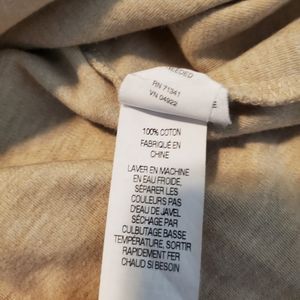 NEEDED
RN 71341
VN 04922
100% COTON
FABRIQUÉ EN
CHINE
LAVER EN MACHINE
EN EAU FROIDE,
SÉPARER LES
COULEURS PAS
D'EAU DE JAVEL
SÉCHAGE PAR
CULBUTAGE BASSE
TEMPÉRATURE, SORTIR
RAPIDEMENT FER
CHAUD SI BESOIN